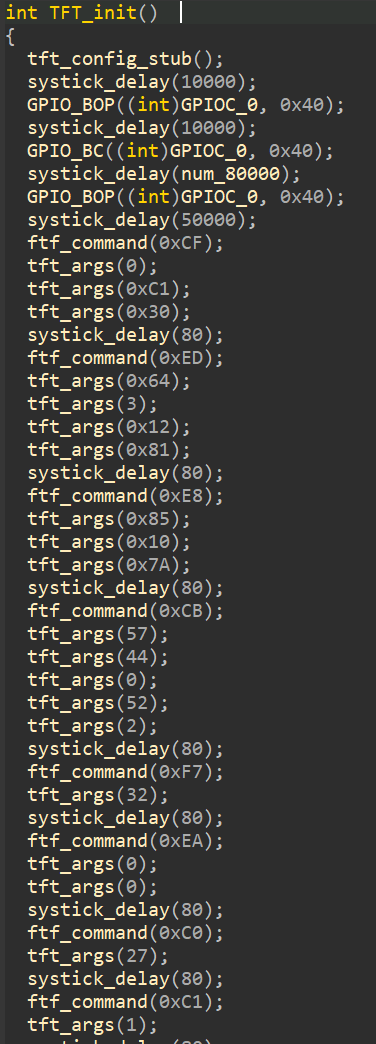 int TFT_init()
{
tft_config_stub();
systick_delay(10000);
GPIO_BOP((int)GPIOC_0, 0x40);
systick_delay(10000);
GPIO_BC((int)GPIOC_0, 0x40);
systick_delay(num_80000);
GPIO_BOP((int)GPIOC_0, 0x40);
systick_delay(50000);
ftf_command(0xCF);
tft_args(0);
tft_args(0xC1);
tft_args(0x30);
systick_delay(80);
ftf_command(0xED);
tft_args(0x64);
tft_args(3);
tft_args(0x12);
tft_args(0x81);
systick_delay(80);
ftf_command(0xE8);
tft_args(0x85);
tft_args(0x10);
tft_args(0x7A);
systick_delay(80);
ftf_command(0xCB);
tft_args(57);
tft_args(44);
tft_args(0);
tft_args(52);
tft_args(2);
systick_delay(80);
ftf_command(0xF7);
tft_args(32);
systick_delay(80);
ftf_command(0xEA);
tft_args(0);
tft_args(0);
systick_delay(80);
ftf_command(0xC0);
tft_args(27);
systick_delay(80);
ftf_command(0xC1);
tft_args(1);